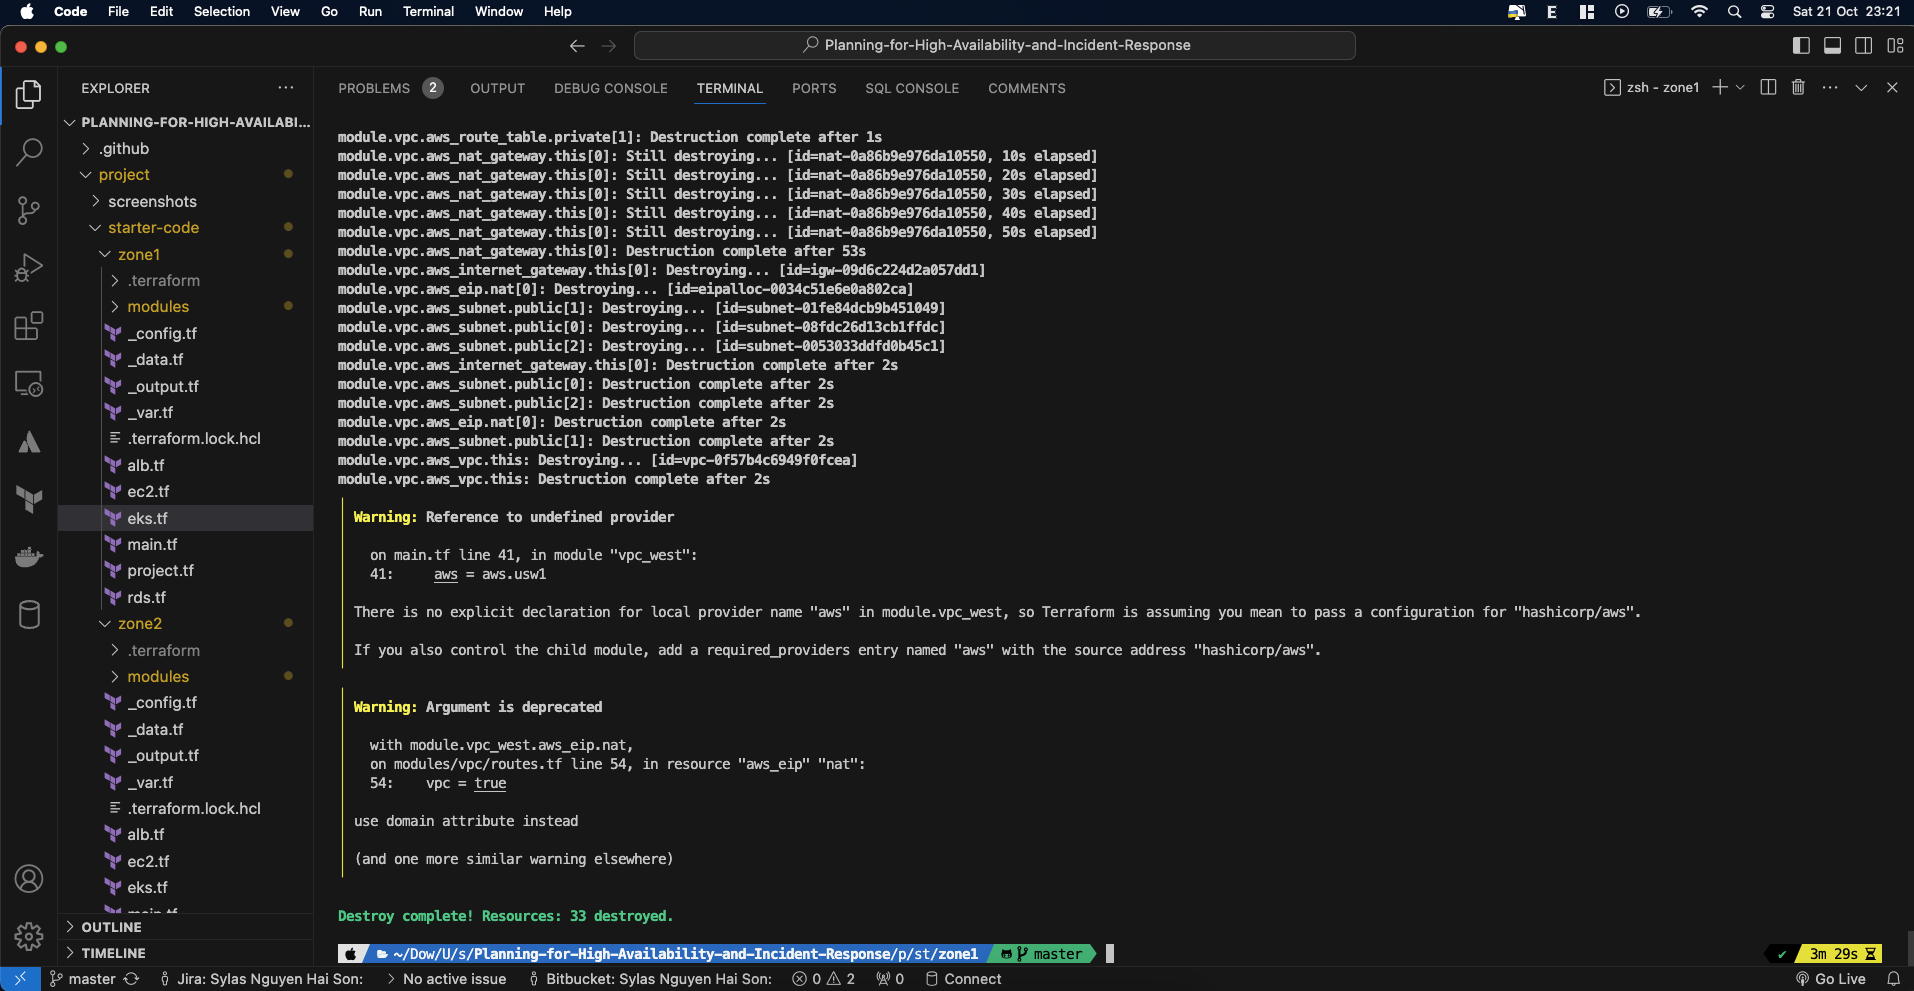 Code File Edit Selection View Go Run Terminal Window Help
Sat 21 Oct 23:21
Planning-for-High-Availability-and-Incident-Response
EXPLORER
PLANNING-FOR-HIGH-AVAILABI...
.github
project
screenshots
starter-code
zone1
.terraform
modules
_config.tf
_data.tf
_output.tf
_var.tf
.terraform.lock.hcl
alb.tf
ec2.tf
eks.tf
main.tf
project.tf
rds.tf
zone2
.terraform
modules
_config.tf
_data.tf
_output.tf
_var.tf
.terraform.lock.hcl
alb.tf
ec2.tf
eks.tf
main.tf
OUTLINE
TIMELINE
PROBLEMS 2 OUTPUT DEBUG CONSOLE TERMINAL PORTS SQL CONSOLE COMMENTS
zsh - zone1
module.vpc.aws_route_table.private[1]: Destruction complete after 1s
module.vpc.aws_nat_gateway.this[0]: Still destroying... [id=nat-0a86b9e976da10550, 10s elapsed]
module.vpc.aws_nat_gateway.this[0]: Still destroying... [id=nat-0a86b9e976da10550, 20s elapsed]
module.vpc.aws_nat_gateway.this[0]: Still destroying... [id=nat-0a86b9e976da10550, 30s elapsed]
module.vpc.aws_nat_gateway.this[0]: Still destroying... [id=nat-0a86b9e976da10550, 40s elapsed]
module.vpc.aws_nat_gateway.this[0]: Still destroying... [id=nat-0a86b9e976da10550, 50s elapsed]
module.vpc.aws_nat_gateway.this[0]: Destruction complete after 53s
module.vpc.aws_internet_gateway.this[0]: Destroying... [id=igw-09d6c224d2a057dd1]
module.vpc.aws_eip.nat[0]: Destroying... [id=eipalloc-0034c51e6e0a802ca]
module.vpc.aws_subnet.public[1]: Destroying... [id=subnet-01fe84dcb9b451049]
module.vpc.aws_subnet.public[0]: Destroying... [id=subnet-08fdc26d13cb1ffdc]
module.vpc.aws_subnet.public[2]: Destroying... [id=subnet-0053033ddfd0b45c1]
module.vpc.aws_internet_gateway.this[0]: Destruction complete after 2s
module.vpc.aws_subnet.public[0]: Destruction complete after 2s
module.vpc.aws_subnet.public[2]: Destruction complete after 2s
module.vpc.aws_eip.nat[0]: Destruction complete after 2s
module.vpc.aws_subnet.public[1]: Destruction complete after 2s
module.vpc.aws_vpc.this: Destroying... [id=vpc-0f57b4c6949f0fcea]
module.vpc.aws_vpc.this: Destruction complete after 2s
Warning: Reference to undefined provider
on main.tf line 41, in module "vpc_west":
41: aws = aws.usw1
There is no explicit declaration for local provider name "aws" in module.vpc_west, so Terraform is assuming you mean to pass a configuration for "hashicorp/aws".
If you also control the child module, add a required_providers entry named "aws" with the source address "hashicorp/aws".
Warning: Argument is deprecated
with module.vpc_west.aws_eip.nat,
on modules/vpc/routes.tf line 54, in resource "aws_eip" "nat":
54: vpc = true
use domain attribute instead
(and one more similar warning elsewhere)
Destroy complete! Resources: 33 destroyed.
~/Dow/U/s/Planning-for-High-Availability-and-Incident-Response/p/st/zone1 master
3m 29s
master Jira: Sylas Nguyen Hai Son: No active issue Bitbucket: Sylas Nguyen Hai Son: 0 2 0 Connect
Go Live